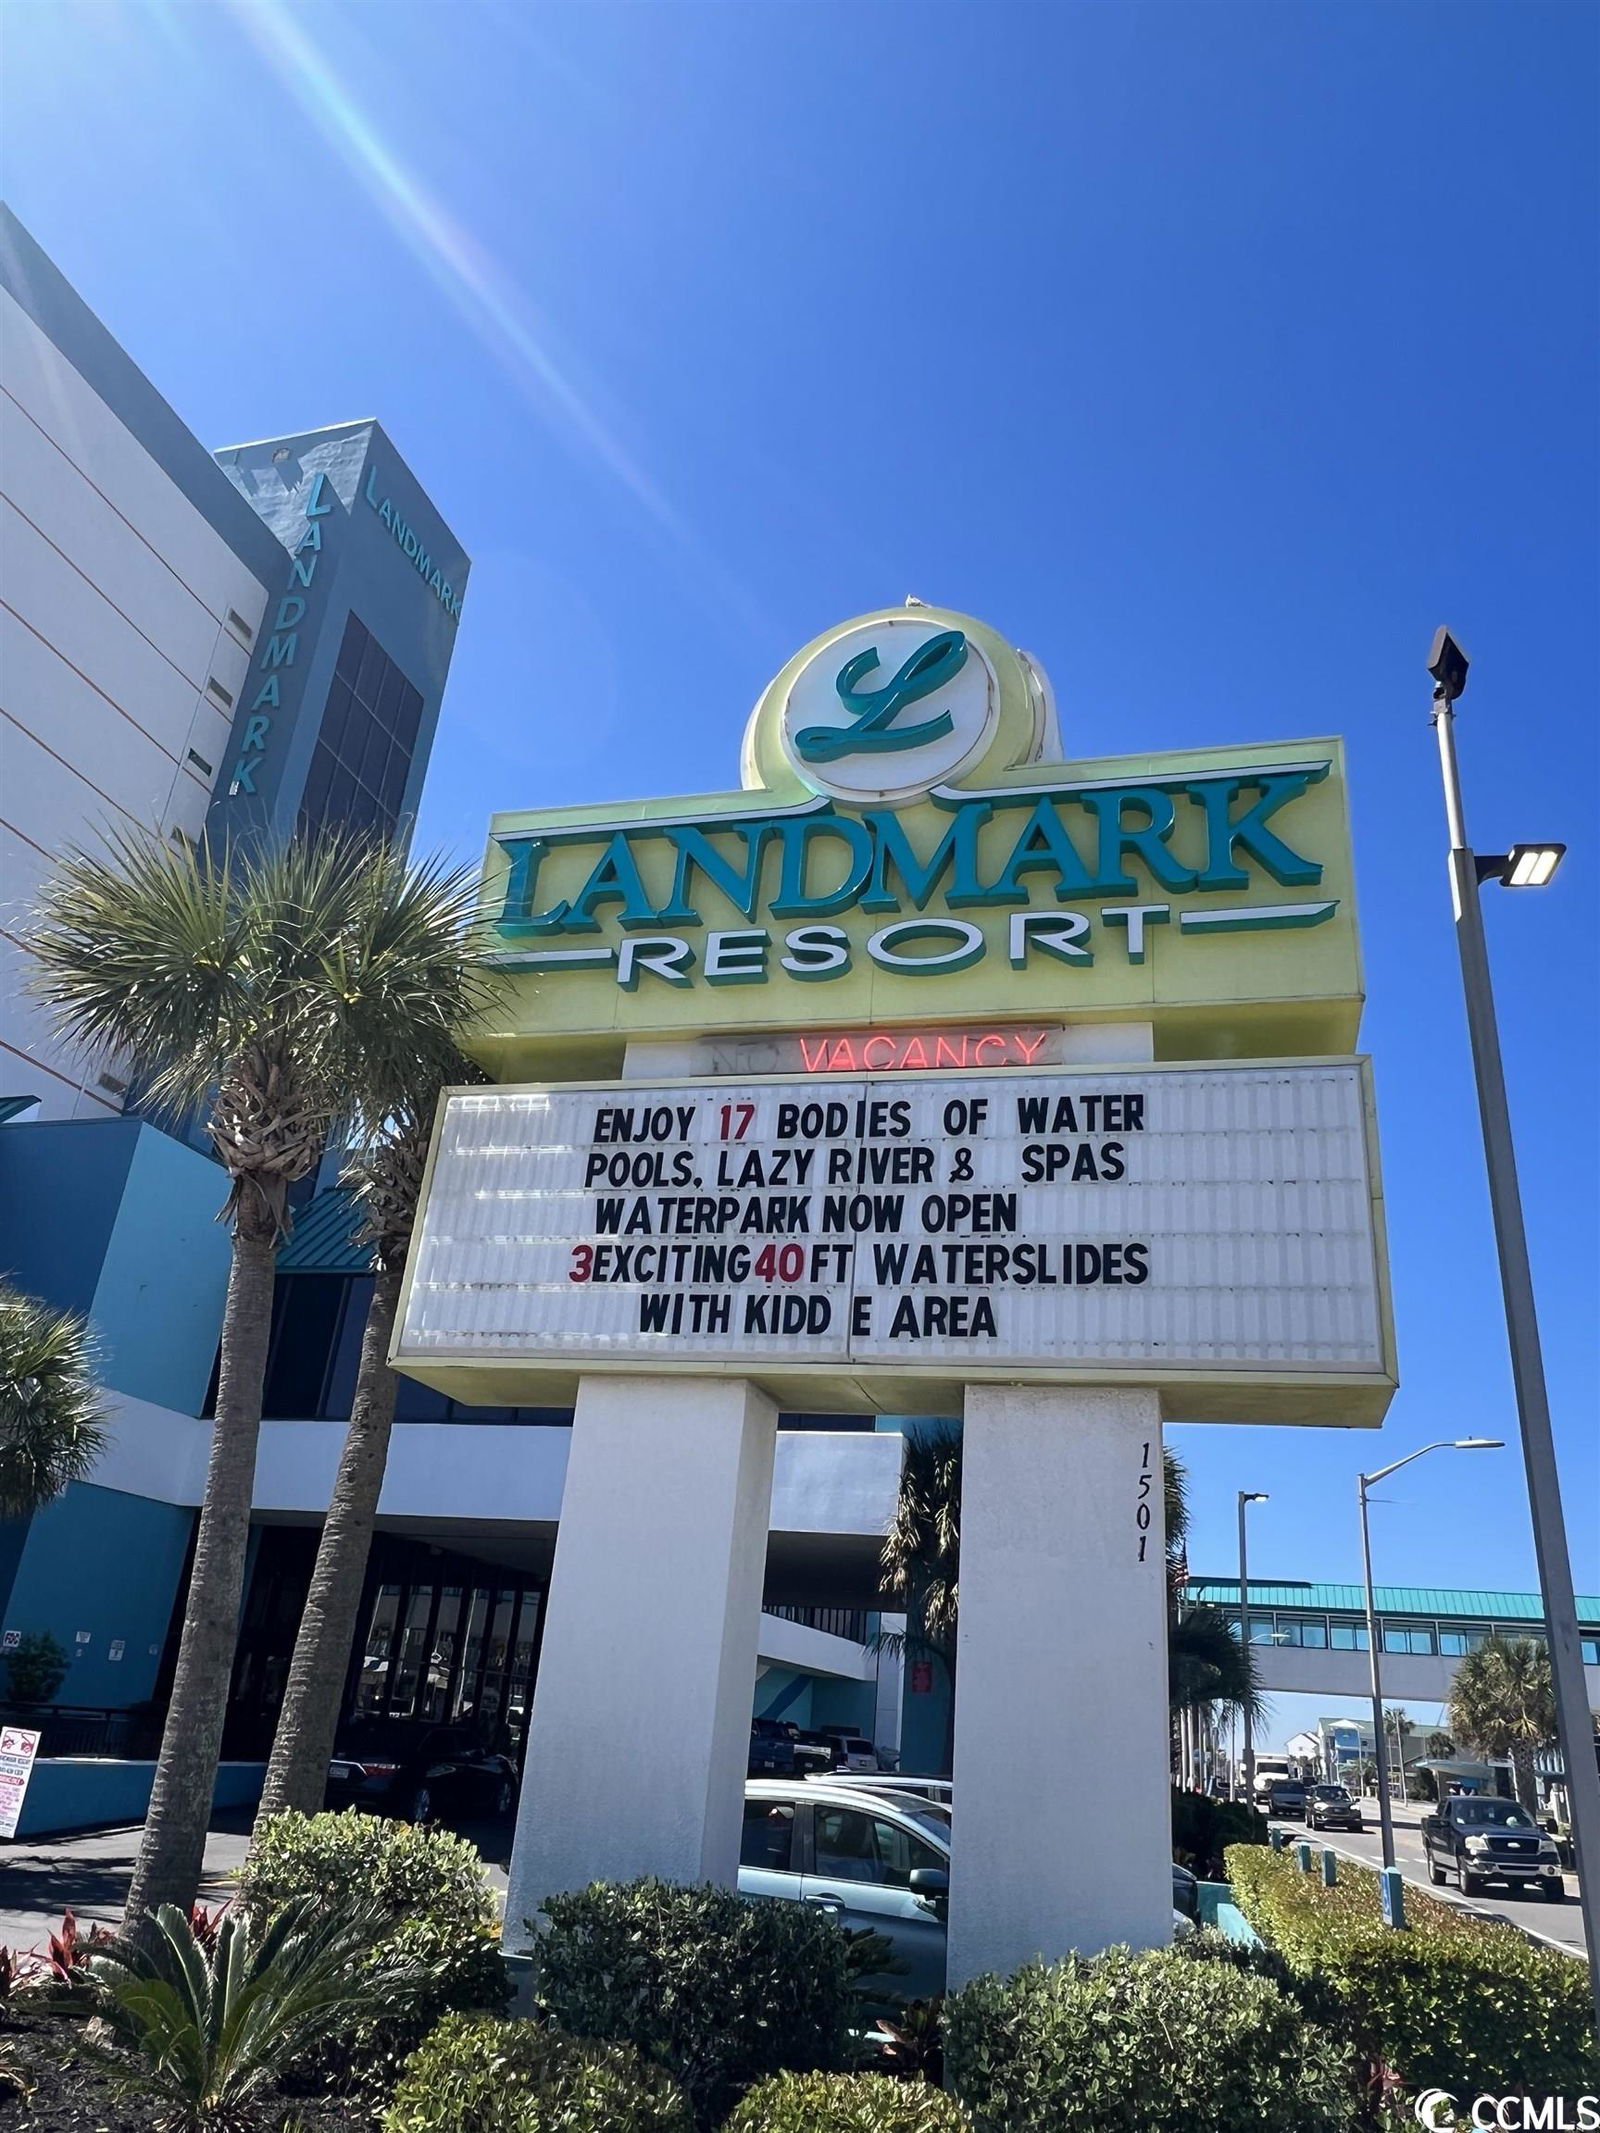 LANDMARK
LANDMARK
L
LANDMARK
RESORT
NO VACANCY
ENJOY 17 BODIES OF WATER
POOLS, LAZY RIVER & SPAS
WATERPARK NOW OPEN
3EXCITING40FT WATERSLIDES
WITH KIDD E AREA
1501
CCMLS